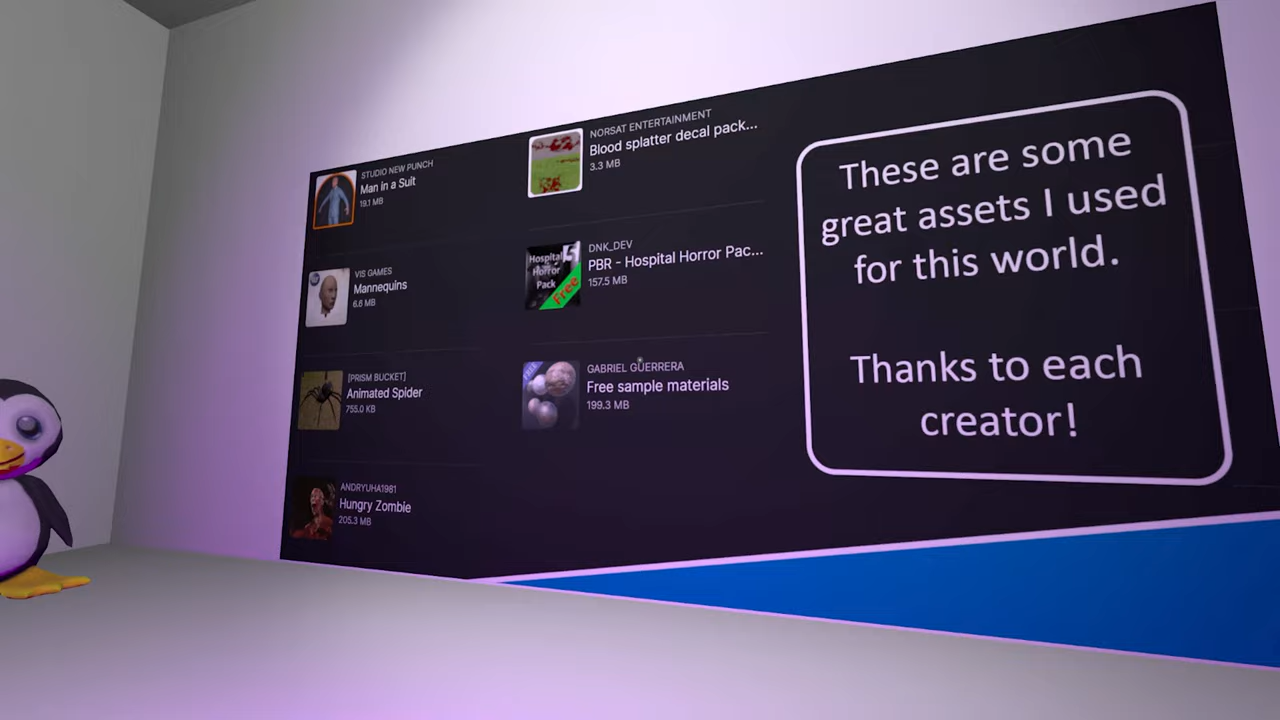 STUDIO NEW PUNCH
Man in a Suit
19.1 MB
VIS GAMES
Mannequins
6.6 MB
[PRISM BUCKET]
Animated Spider
755.0 KB
ANDRYUHA1981
Hungry Zombie
205.3 MB
NORSAT ENTERTAINMENT
Blood splatter decal pack...
3.3 MB
Hospital
Horror
Pack
Free
DNK_DEV
PBR - Hospital Horror Pac...
157.5 MB
GABRIEL GUERRERA
Free sample materials
199.3 MB
These are some
great assets I used
for this world.
Thanks to each
creator!